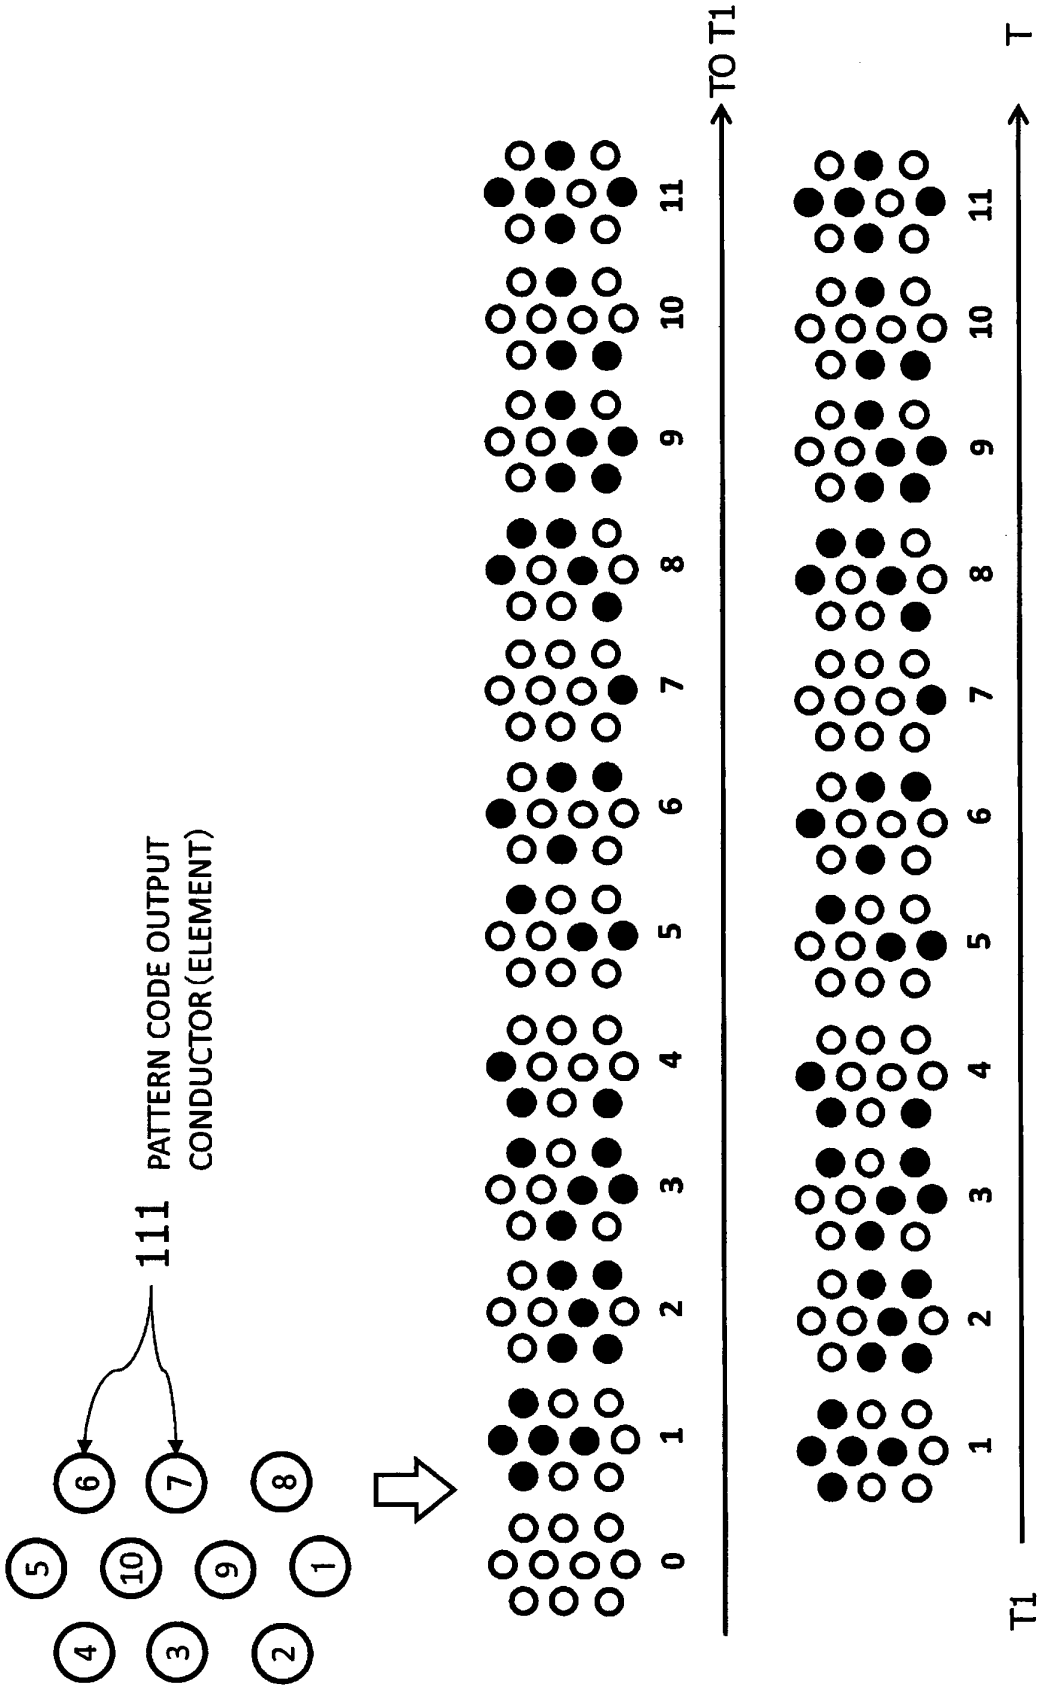 5
4 6
10
3 7
9
2 8
1
111 PATTERN CODE OUTPUT
CONDUCTOR(ELEMENT)
0 1 2 3 4 5 6 7 8 9 10 11
TO T1
1 2 3 4 5 6 7 8 9 10 11
T1 T